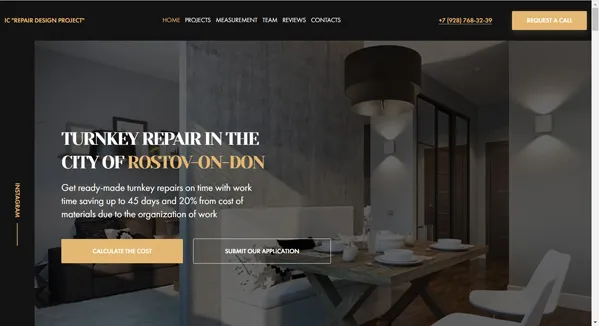 IC "REPAIR DESIGN PROJECT"
HOME PROJECTS MEASUREMENT TEAM REVIEWS CONTACTS
+7 (928) 768-32-39
REQUEST A CALL
TURNKEY REPAIR IN THE
CITY OF ROSTOV-ON-DON
Get ready-made turnkey repairs on time with work
time saving up to 45 days and 20% from cost of
materials due to the organization of work
INSTAGRAM
CALCULATE THE COST
SUBMIT OUR APPLICATION